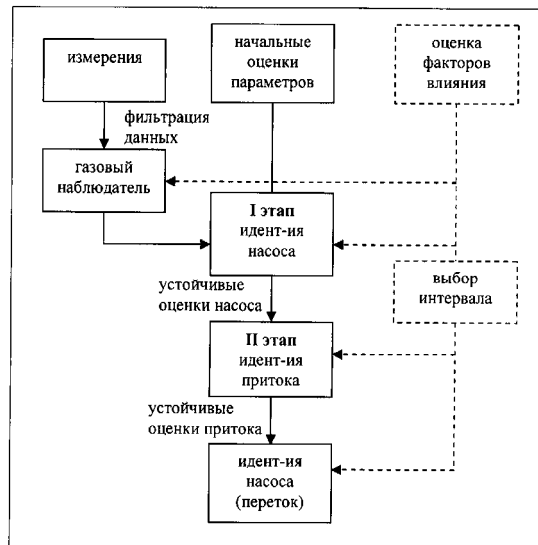 измерения
начальные
оценки
параметров
оценка
факторов
влияния
фильтрация
данных
газовый
наблюдатель
I этап
идент-ия
насоса
устойчивые
оценки насоса
выбор
интервала
II этап
идент-ия
притока
устойчивые
оценки притока
идент-ия
насоса
(переток)